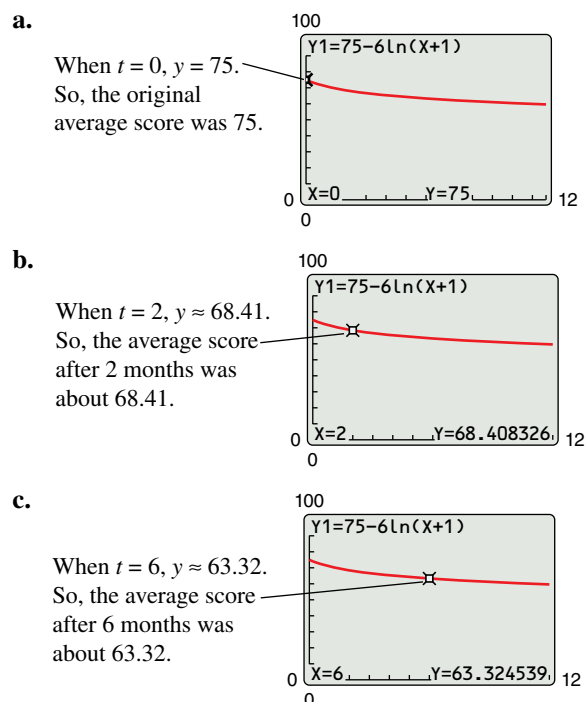 a.
When t = 0, y = 75.
So, the original
average score was 75.
100
Y1=75-6ln(X+1)
X=0 Y=75
0
12
0
b.
When t = 2, y ≈ 68.41.
So, the average score
after 2 months was
about 68.41.
100
Y1=75-6ln(X+1)
X=2 Y=68.408326
0
12
0
c.
When t = 6, y ≈ 63.32.
So, the average score
after 6 months was
about 63.32.
100
Y1=75-6ln(X+1)
X=6 Y=63.324539
0
12
0